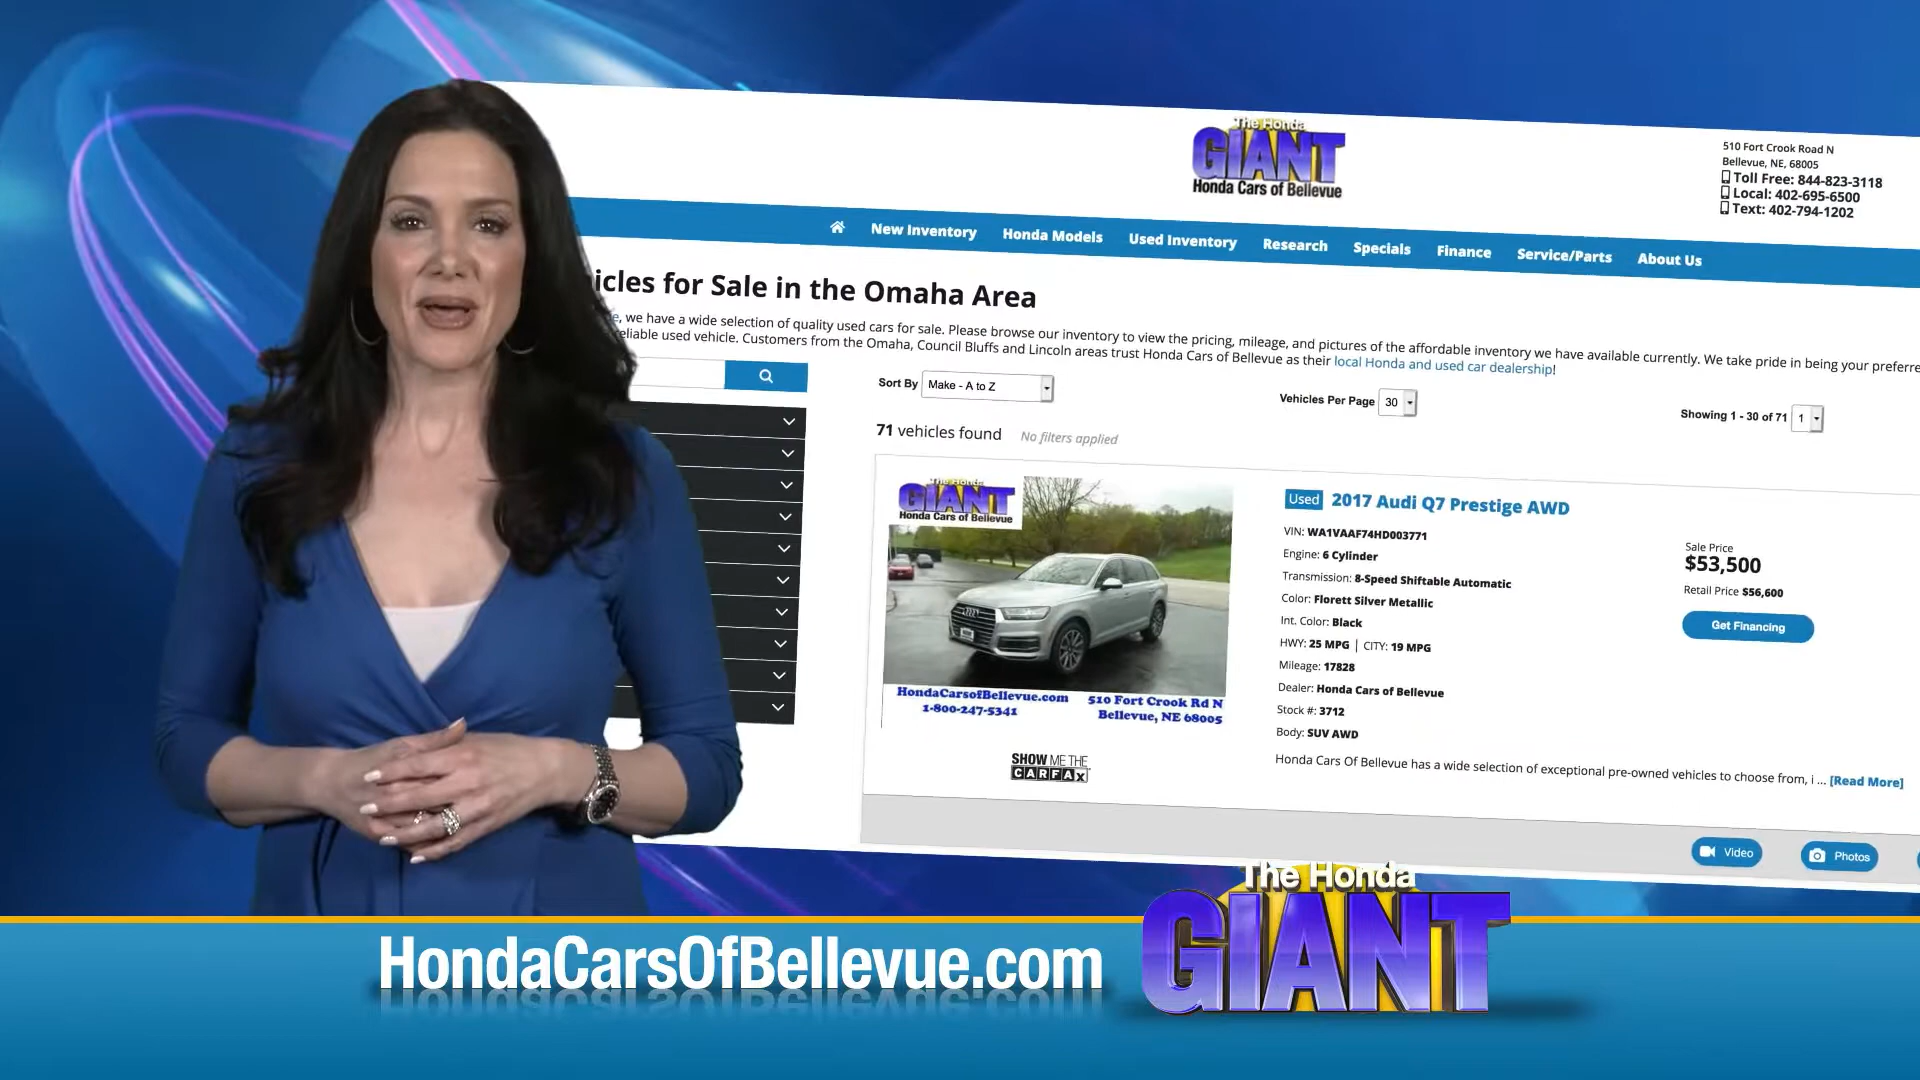 The Honda
GIANT
Honda Cars of Bellevue
510 Fort Crook Road N
Bellevue, NE, 68005
Toll Free: 844-823-3118
Local: 402-695-6500
Text: 402-794-1202
New Inventory Honda Models Used Inventory Research Specials Finance Service/Parts About Us
icles for Sale in the Omaha Area
e, we have a wide selection of quality used cars for sale. Please browse our inventory to view the pricing, mileage, and pictures of the affordable inventory we have available currently. We take pride in being your preferre
reliable used vehicle. Customers from the Omaha, Council Bluffs and Lincoln areas trust Honda Cars of Bellevue as their local Honda and used car dealership!
Sort By Make - A to Z Vehicles Per Page 30 Showing 1 - 30 of 71 1
71 vehicles found No filters applied
The Honda
GIANT
Honda Cars of Bellevue
HondaCarsofBellevue.com 510 Fort Crook Rd N
1-800-247-5341 Bellevue, NE 68005
SHOW ME THE
CARFAX
Used 2017 Audi Q7 Prestige AWD
VIN: WA1VAAF74HD003771
Engine: 6 Cylinder
Transmission: 8-Speed Shiftable Automatic
Color: Florett Silver Metallic
Int. Color: Black
HWY: 25 MPG | CITY: 19 MPG
Mileage: 17828
Dealer: Honda Cars of Bellevue
Stock #: 3712
Body: SUV AWD
Sale Price
$53,500
Retail Price $56,600
Get Financing
Honda Cars Of Bellevue has a wide selection of exceptional pre-owned vehicles to choose from, i ... [Read More]
Video Photos
HondaCarsOfBellevue.com
The Honda
GIANT